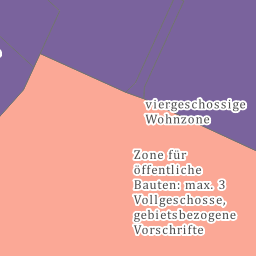 viergeschossige
Wohnzone
Zone für
öffentliche
Bauten: max. 3
Vollgeschosse,
gebietsbezogene
Vorschrifte